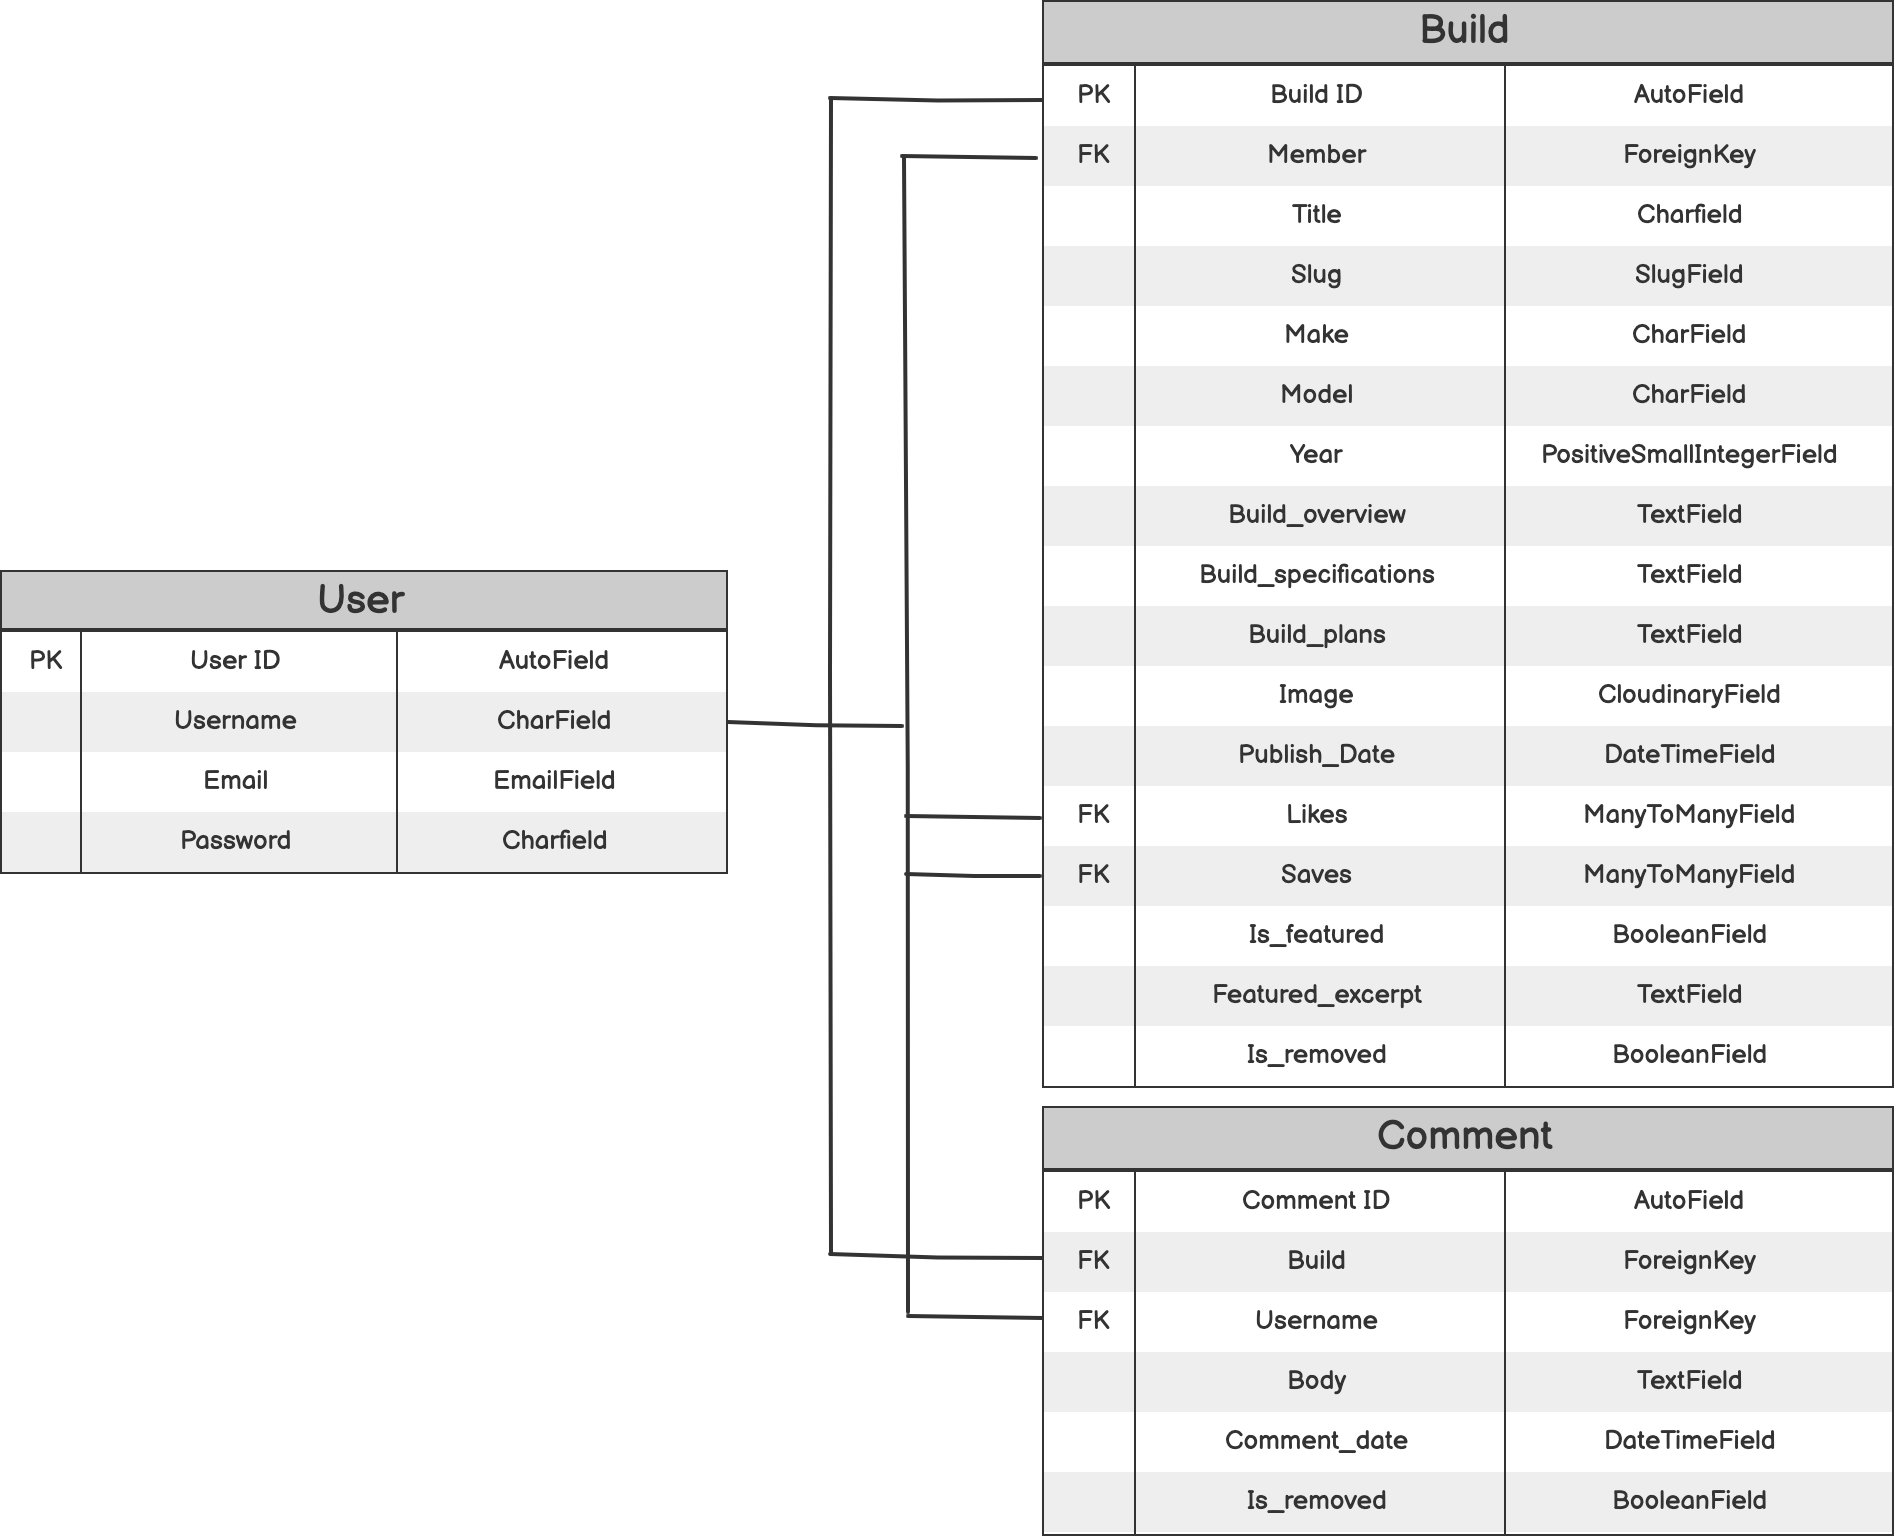 Build
PK Build ID AutoField
FK Member ForeignKey
Title Charfield
Slug SlugField
Make CharField
Model CharField
Year PositiveSmallIntegerField
Build_overview TextField
Build_specifications TextField
Build_plans TextField
Image CloudinaryField
Publish_Date DateTimeField
FK Likes ManyToManyField
FK Saves ManyToManyField
Is_featured BooleanField
Featured_excerpt TextField
Is_removed BooleanField
User
PK User ID AutoField
Username CharField
Email EmailField
Password Charfield
Comment
PK Comment ID AutoField
FK Build ForeignKey
FK Username ForeignKey
Body TextField
Comment_date DateTimeField
Is_removed BooleanField